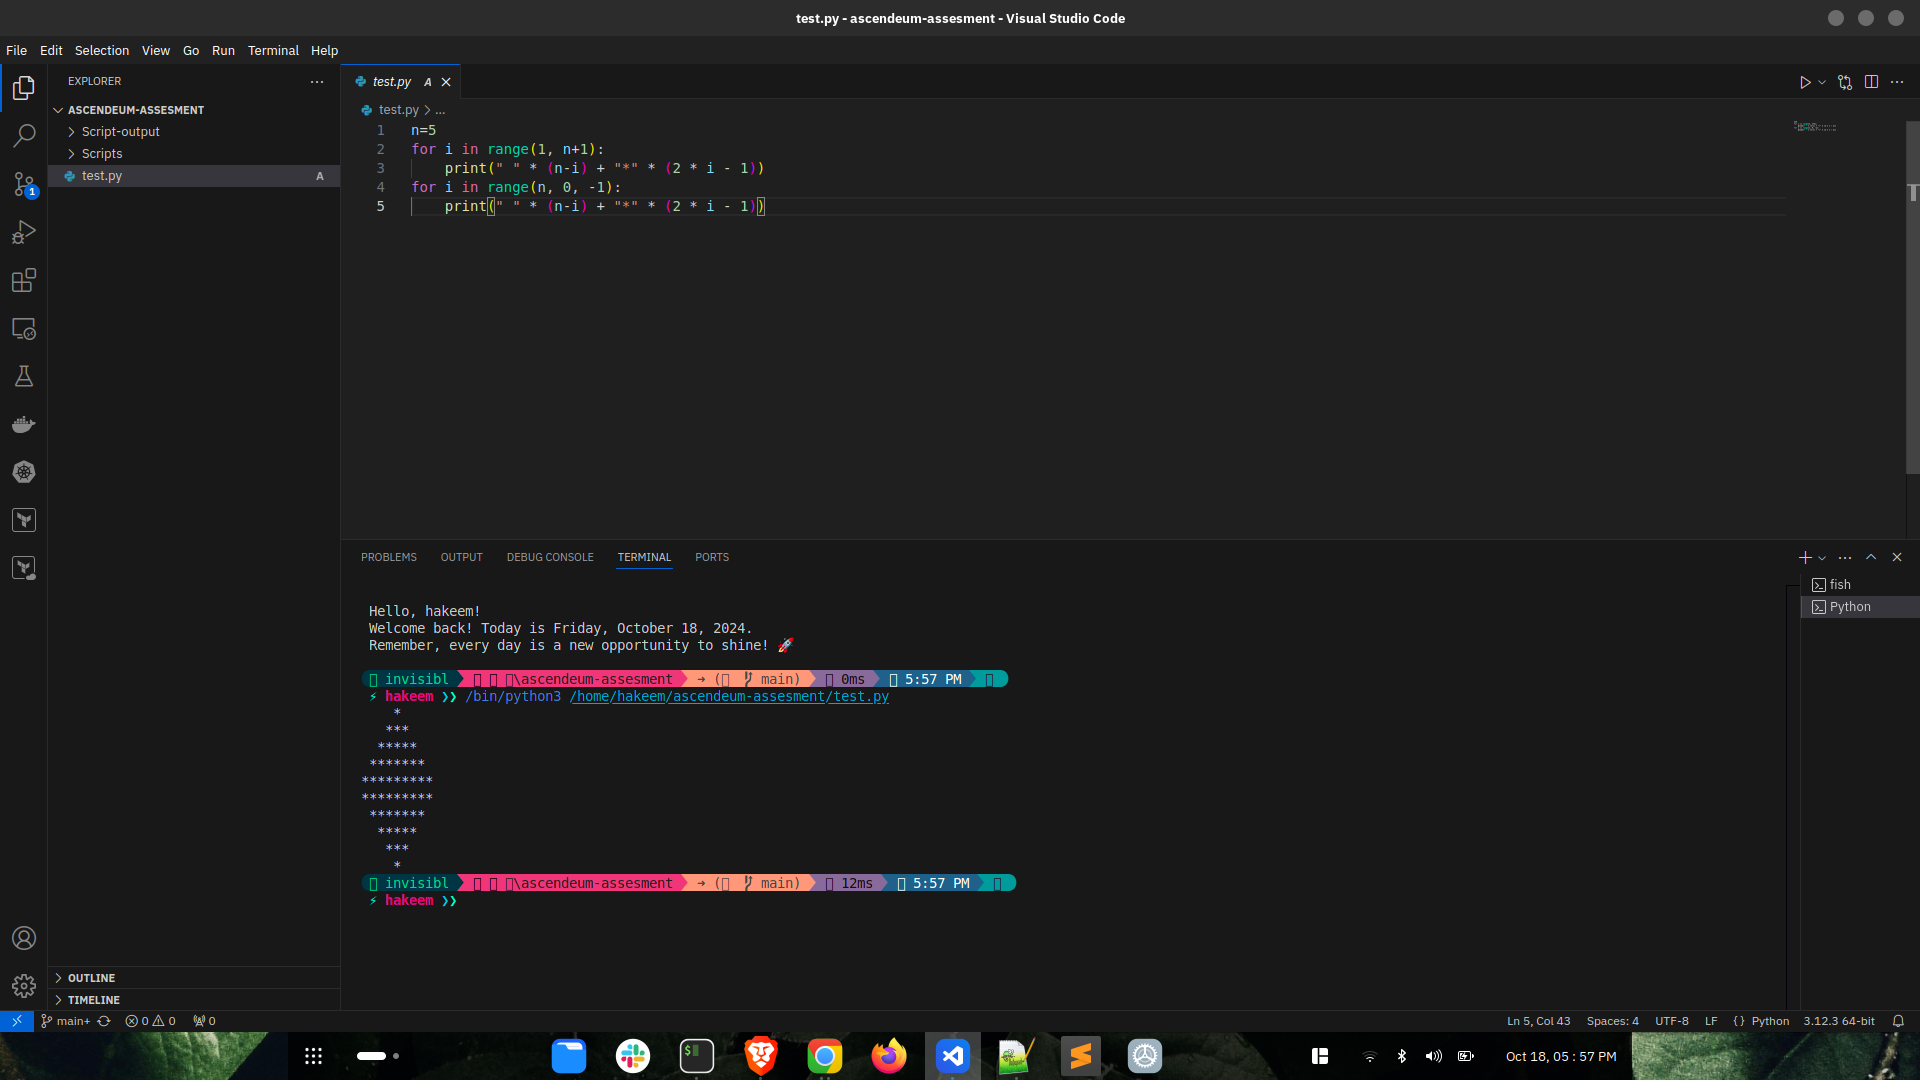 test.py - ascendeum-assesment - Visual Studio Code
File Edit Selection View Go Run Terminal Help
EXPLORER
ASCENDEUM-ASSESMENT
Script-output
Scripts
test.py A
1
test.py A
test.py > ...
1 n=5
2 for i in range(1, n+1):
3     print(" " * (n-i) + "*" * (2 * i - 1))
4 for i in range(n, 0, -1):
5     print(" " * (n-i) + "*" * (2 * i - 1))
PROBLEMS OUTPUT DEBUG CONSOLE TERMINAL PORTS
fish
Python
Hello, hakeem!
Welcome back! Today is Friday, October 18, 2024.
Remember, every day is a new opportunity to shine! 🚀
invisibl \ascendeum-assesment → ( main) 0ms 5:57 PM
⚡ hakeem ❯❯ /bin/python3 /home/hakeem/ascendeum-assesment/test.py
    *
   ***
  *****
 *******
*********
*********
 *******
  *****
   ***
    *
invisibl \ascendeum-assesment → ( main) 12ms 5:57 PM
⚡ hakeem ❯❯
OUTLINE
TIMELINE
main+ 0 0 0 Ln 5, Col 43 Spaces: 4 UTF-8 LF {} Python 3.12.3 64-bit
$
Oct 18, 05 : 57 PM